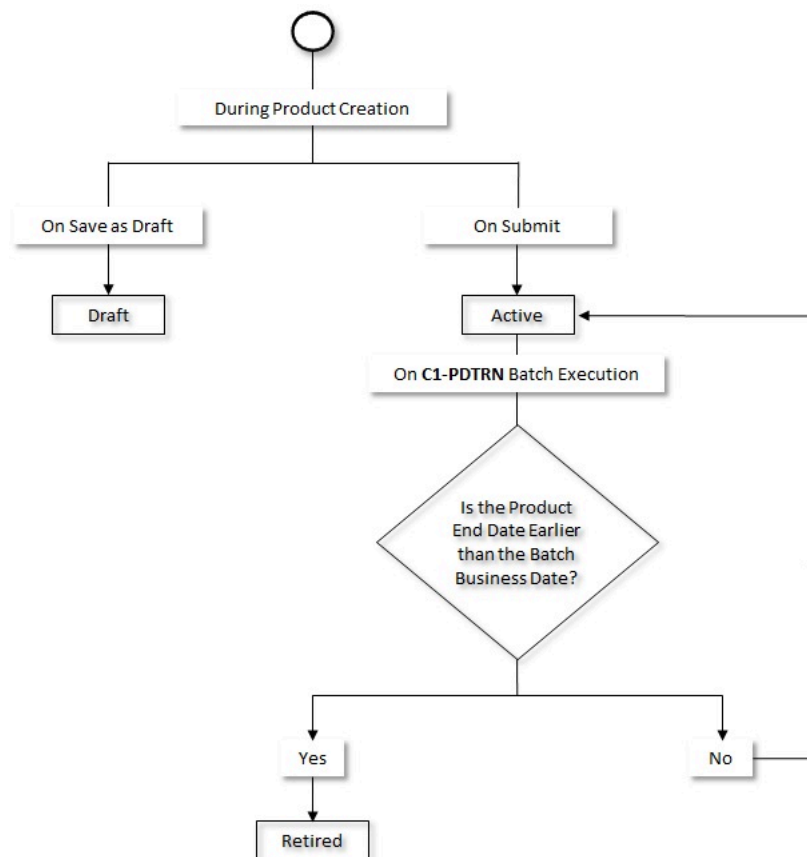 During Product Creation
On Save as Draft
On Submit
Draft
Active
On C1-PDTRN Batch Execution
Is the Product
End Date Earlier
than the Batch
Business Date?
Yes
No
Retired